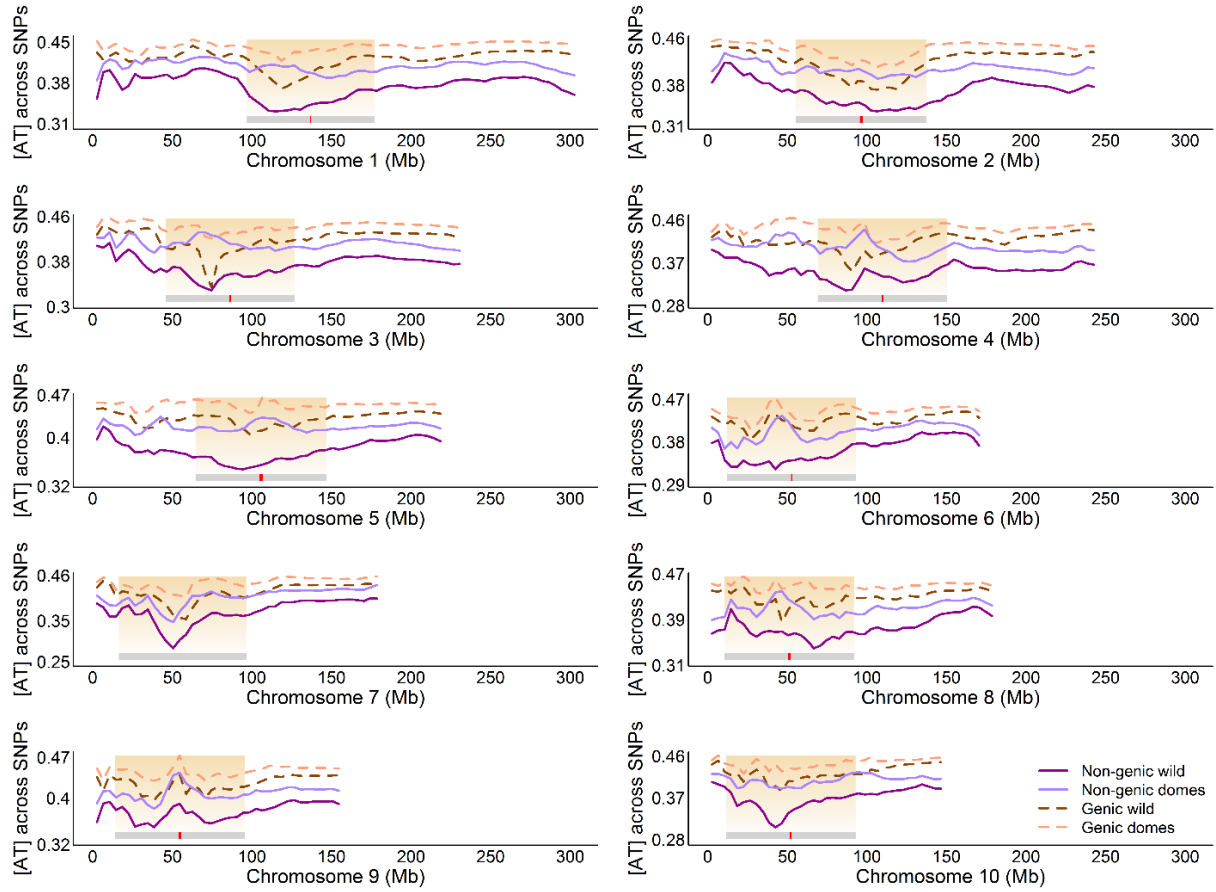 [AT] across SNPs
0.45
0.38
0.31
0 50 100 150 200 250 300
Chromosome 1 (Mb)
[AT] across SNPs
0.46
0.38
0.31
0 50 100 150 200 250 300
Chromosome 2 (Mb)
[AT] across SNPs
0.46
0.38
0.3
0 50 100 150 200 250 300
Chromosome 3 (Mb)
[AT] across SNPs
0.46
0.37
0.28
0 50 100 150 200 250 300
Chromosome 4 (Mb)
[AT] across SNPs
0.47
0.4
0.32
0 50 100 150 200 250 300
Chromosome 5 (Mb)
[AT] across SNPs
0.47
0.38
0.29
0 50 100 150 200 250 300
Chromosome 6 (Mb)
[AT] across SNPs
0.46
0.35
0.25
0 50 100 150 200 250 300
Chromosome 7 (Mb)
[AT] across SNPs
0.47
0.39
0.31
0 50 100 150 200 250 300
Chromosome 8 (Mb)
[AT] across SNPs
0.47
0.4
0.32
0 50 100 150 200 250 300
Chromosome 9 (Mb)
[AT] across SNPs
0.46
0.37
0.28
0 50 100 150 200 250 300
Chromosome 10 (Mb)
Non-genic wild
Non-genic domes
Genic wild
Genic domes